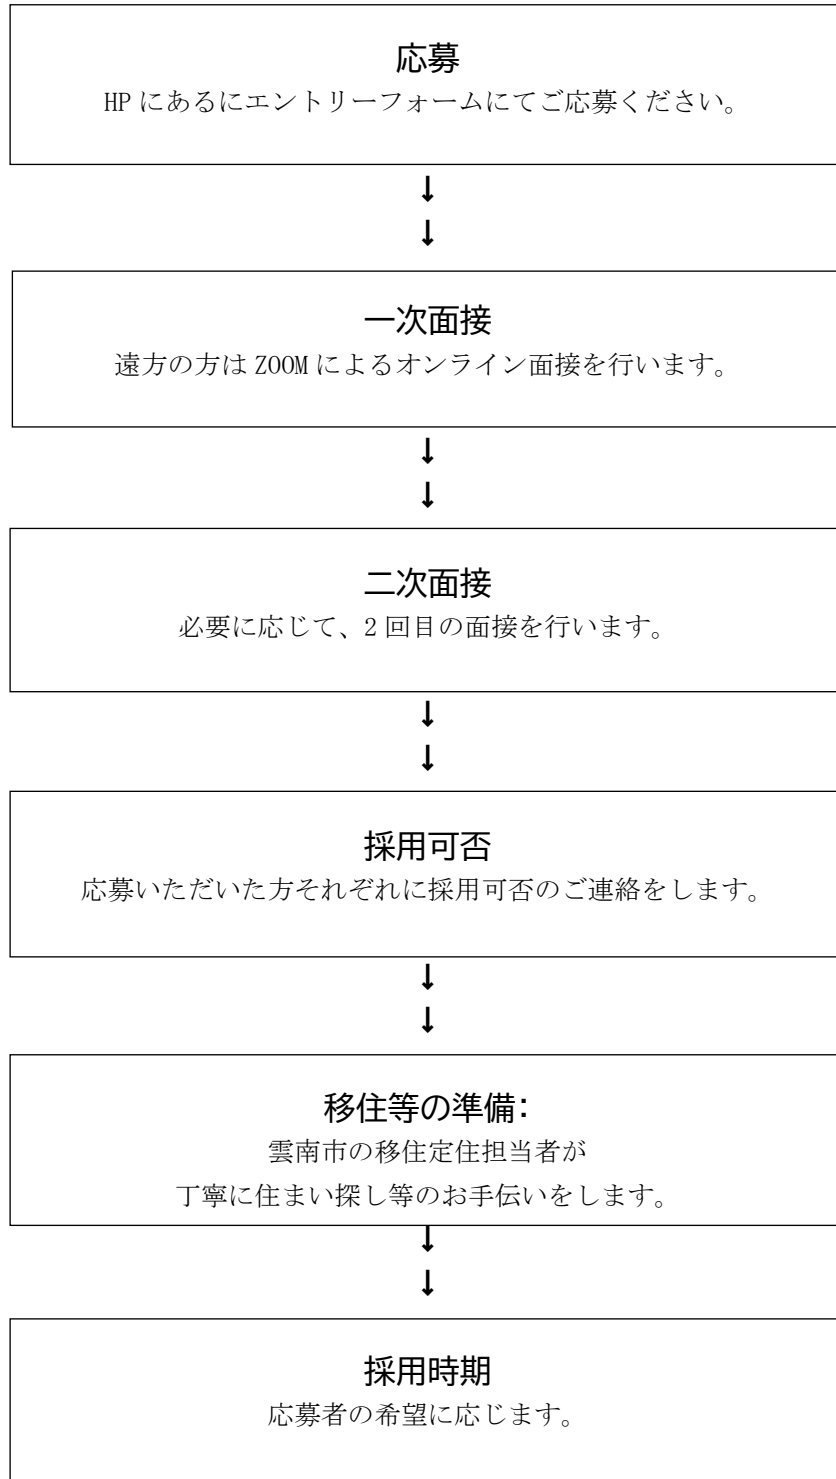 応募
HPにあるにエントリーフォームにてご応募ください。
↓
↓
一次面接
遠方の方はZOOMによるオンライン面接を行います。
↓
↓
二次面接
必要に応じて、2回目の面接を行います。
↓
↓
採用可否
応募いただいた方それぞれに採用可否のご連絡をします。
↓
↓
移住等の準備：
雲南市の移住定住担当者が
丁寧に住まい探し等のお手伝いをします。
↓
↓
採用時期
応募者の希望に応じます。